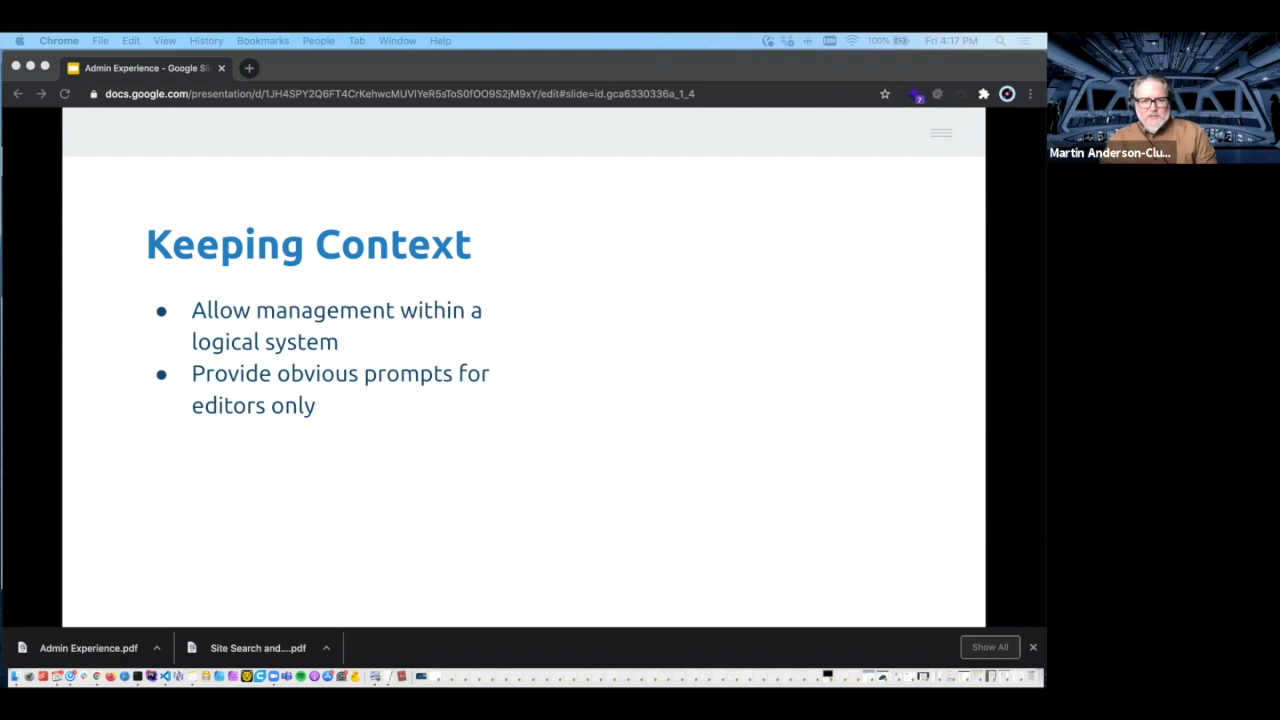 Chrome File Edit View History Bookmarks People Tab Window Help 100% Fri 4:17 PM
Admin Experience - Google Sli
docs.google.com/presentation/d/1JH4SPY2Q6FT4CrKehwcMUVIYeR5sToS0fOO9S2jM9xY/edit#slide=id.gca6330336a_1_4
7
Martin Anderson-Clu...
Keeping Context
● Allow management within a
logical system
● Provide obvious prompts for
editors only
Admin Experience.pdf
Site Search and....pdf
Show All